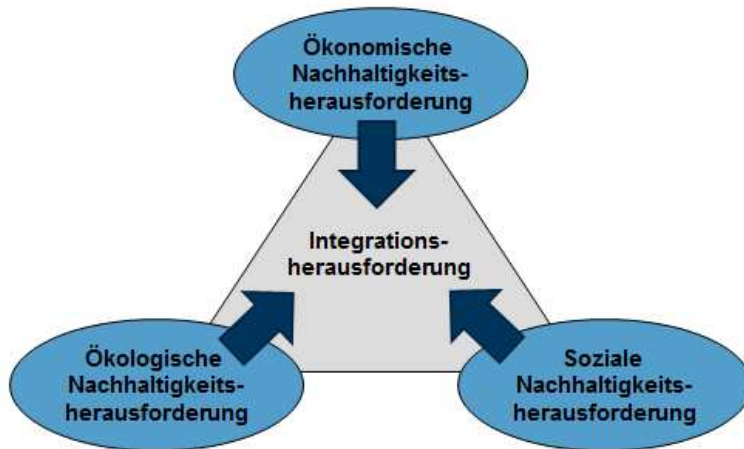 Ökonomische
Nachhaltigkeits-
herausforderung
Integrations-
herausforderung
Ökologische
Nachhaltigkeits-
herausforderung
Soziale
Nachhaltigkeits-
herausforderung